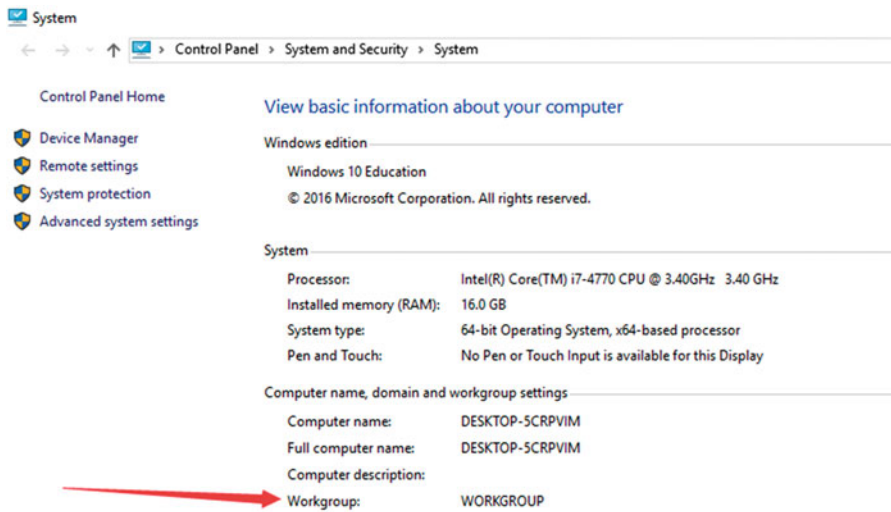 System
Control Panel > System and Security > System
Control Panel Home
Device Manager
Remote settings
System protection
Advanced system settings
View basic information about your computer
Windows edition
Windows 10 Education
© 2016 Microsoft Corporation. All rights reserved.
System
Processor: Intel(R) Core(TM) i7-4770 CPU @ 3.40GHz 3.40 GHz
Installed memory (RAM): 16.0 GB
System type: 64-bit Operating System, x64-based processor
Pen and Touch: No Pen or Touch Input is available for this Display
Computer name, domain and workgroup settings
Computer name: DESKTOP-5CRPVIM
Full computer name: DESKTOP-5CRPVIM
Computer description:
Workgroup: WORKGROUP